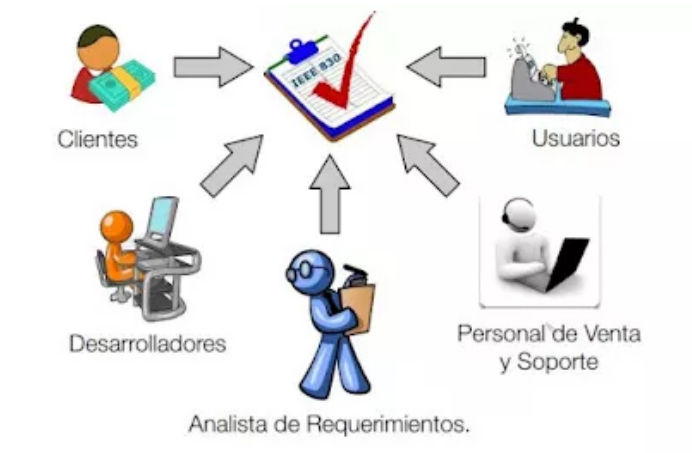 IEEE 830
Clientes
Usuarios
Desarrolladores
Personal de Venta
y Soporte
Analista de Requerimientos.